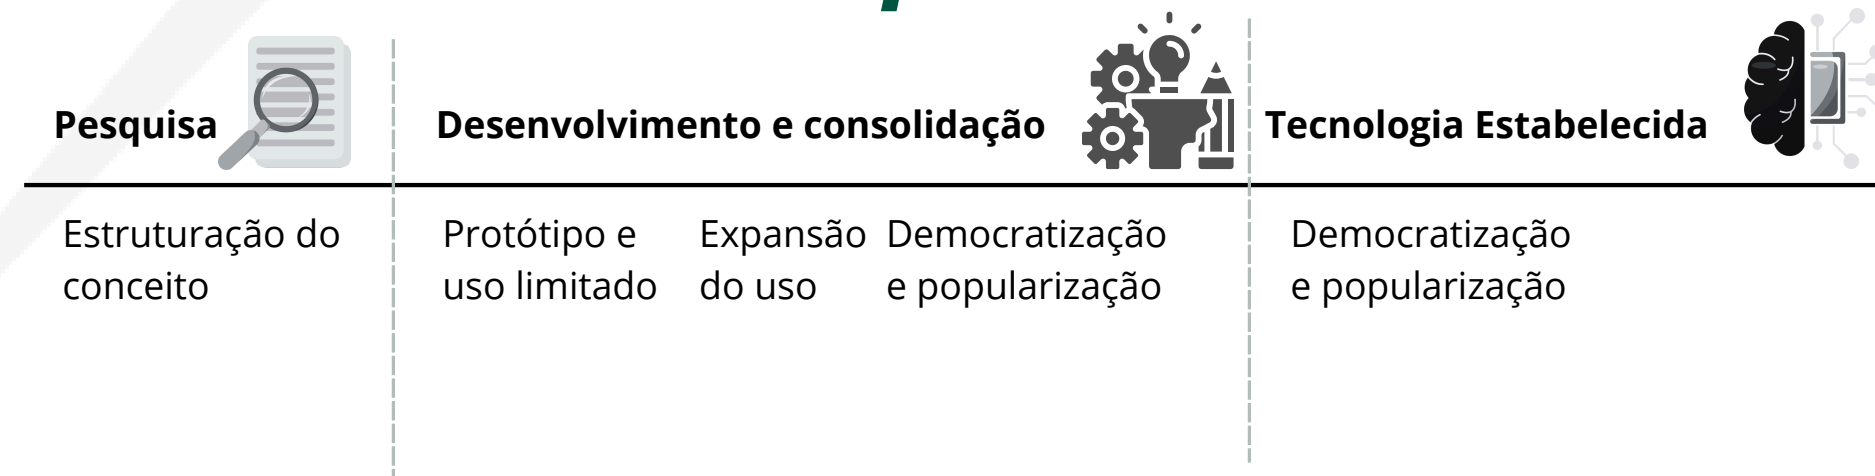 Pesquisa
Desenvolvimento e consolidação
Tecnologia Estabelecida
Estruturação do
conceito
Protótipo e
uso limitado
Expansão
do uso
Democratização
e popularização
Democratização
e popularização